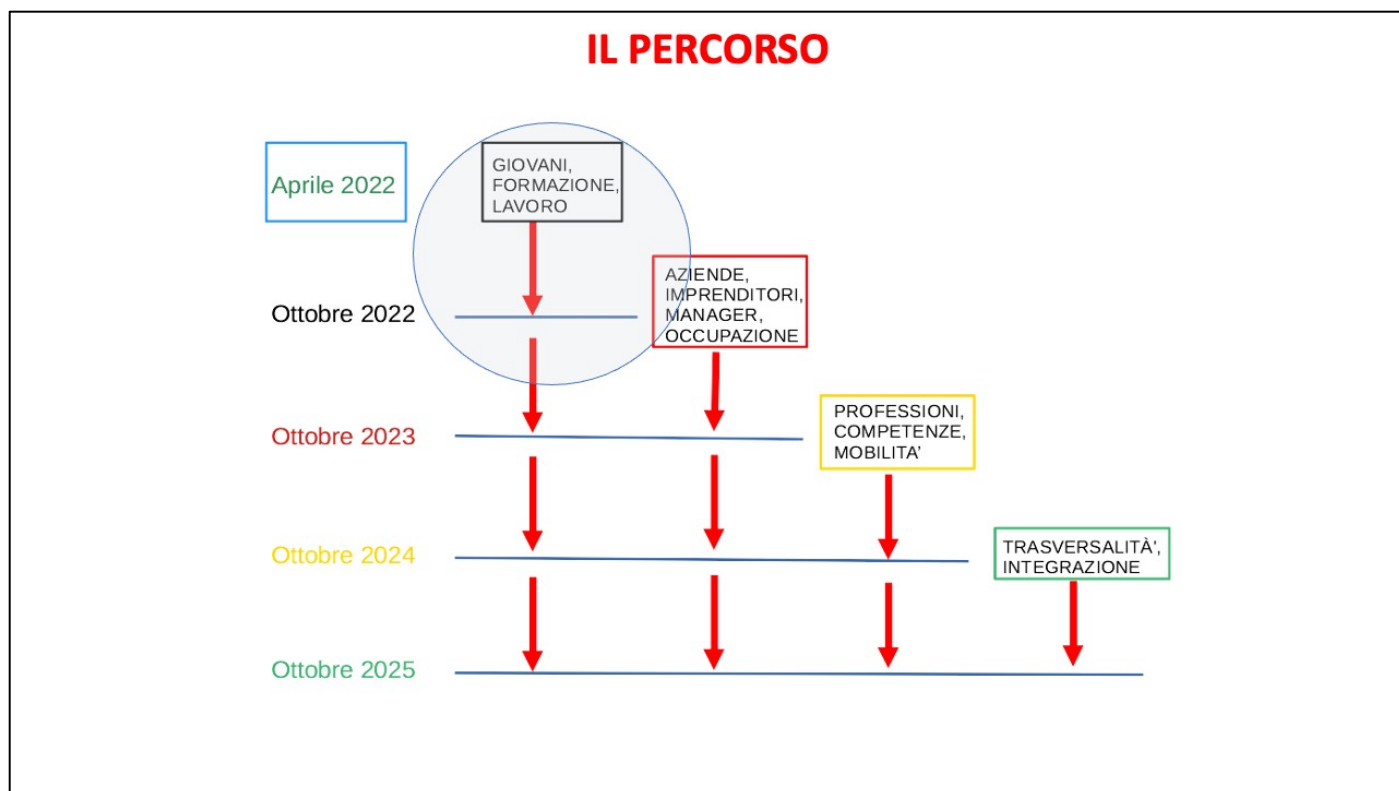 IL PERCORSO
Aprile 2022
GIOVANI,
FORMAZIONE,
LAVORO
Ottobre 2022
AZIENDE,
IMPRENDITORI,
MANAGER,
OCCUPAZIONE
Ottobre 2023
PROFESSIONI,
COMPETENZE,
MOBILITA’
Ottobre 2024
TRASVERSALITÀ’,
INTEGRAZIONE
Ottobre 2025